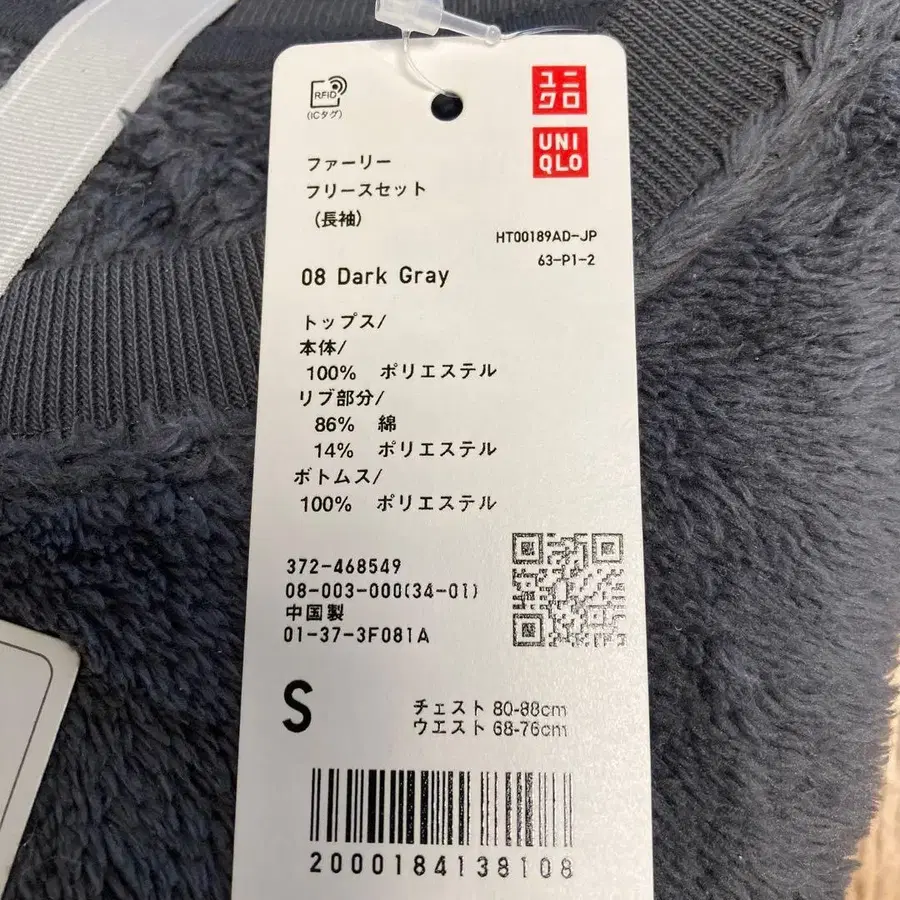 RFID
(ICタグ)
ユニ
クロ
UNI
QLO
ファーリー
フリースセット
(長袖)
HT00189AD-JP
63-P1-2
08 Dark Gray
トップス/
本体/
100% ポリエステル
リブ部分/
86% 綿
14% ポリエステル
ボトムス/
100% ポリエステル
372-468549
08-003-000(34-01)
中国製
01-37-3F081A
S
チェスト 80-88cm
ウエスト 68-76cm
2000184138108